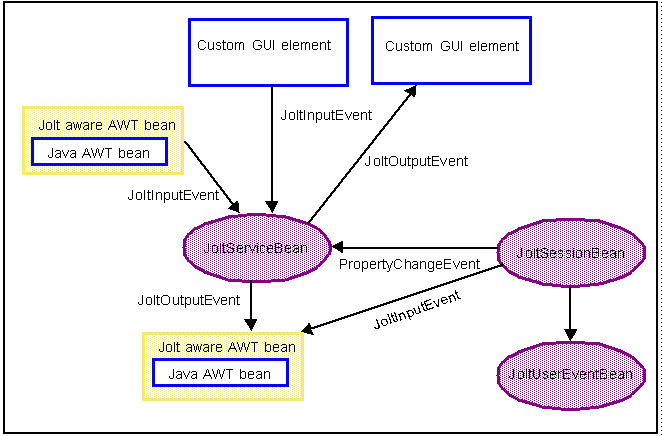 Custom GUI element
Custom GUI element
Jolt aware AWT bean
Java AWT bean
JoltInputEvent
JoltOutputEvent
JoltInputEvent
JoltServiceBean
JoltSessionBean
PropertyChangeEvent
JoltOutputEvent
JoltInputEvent
Jolt aware AWT bean
Java AWT bean
JoltUserEventBean